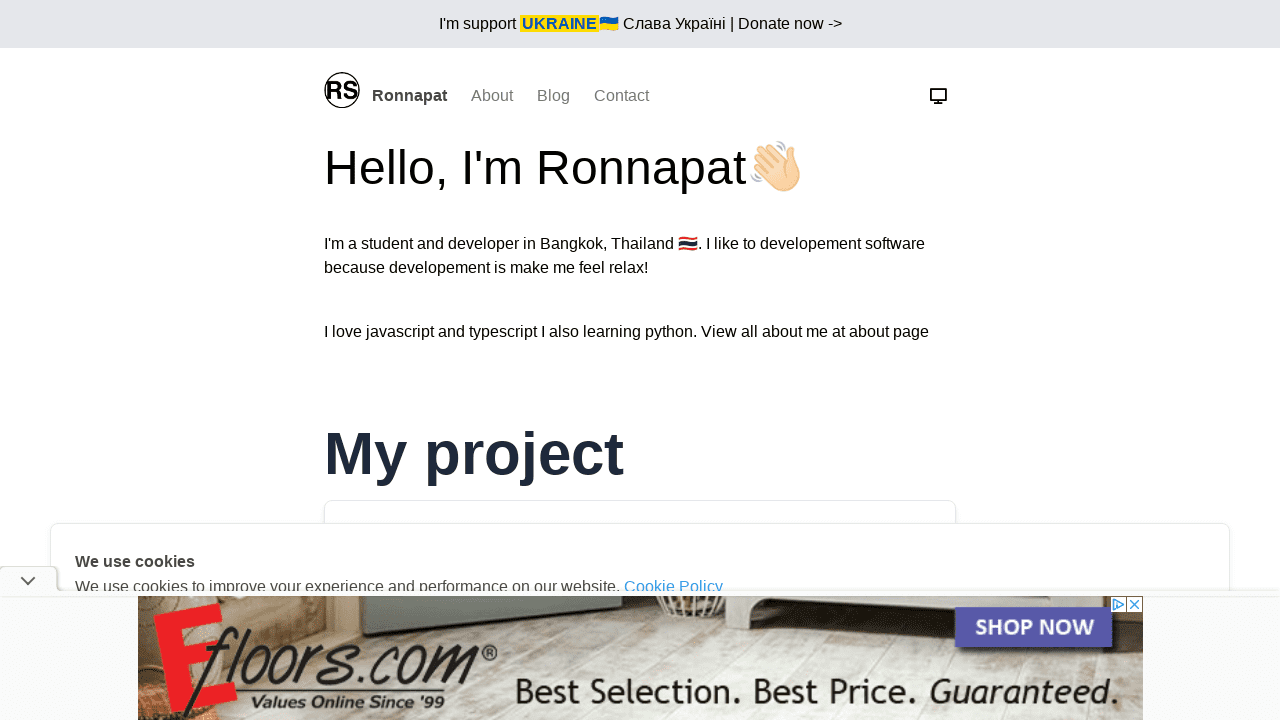 I'm support UKRAINE🇺🇦 Слава Україні | Donate now ->
RS Ronnapat About Blog Contact
Hello, I'm Ronnapat👋🏻
I'm a student and developer in Bangkok, Thailand 🇹🇭. I like to developement software
because developement is make me feel relax!
I love javascript and typescript I also learning python. View all about me at about page
My project
We use cookies
We use cookies to improve your experience and performance on our website. Cookie Policy
Efloors.com®
Values Online Since '99
SHOP NOW
Best Selection. Best Price. Guaranteed.